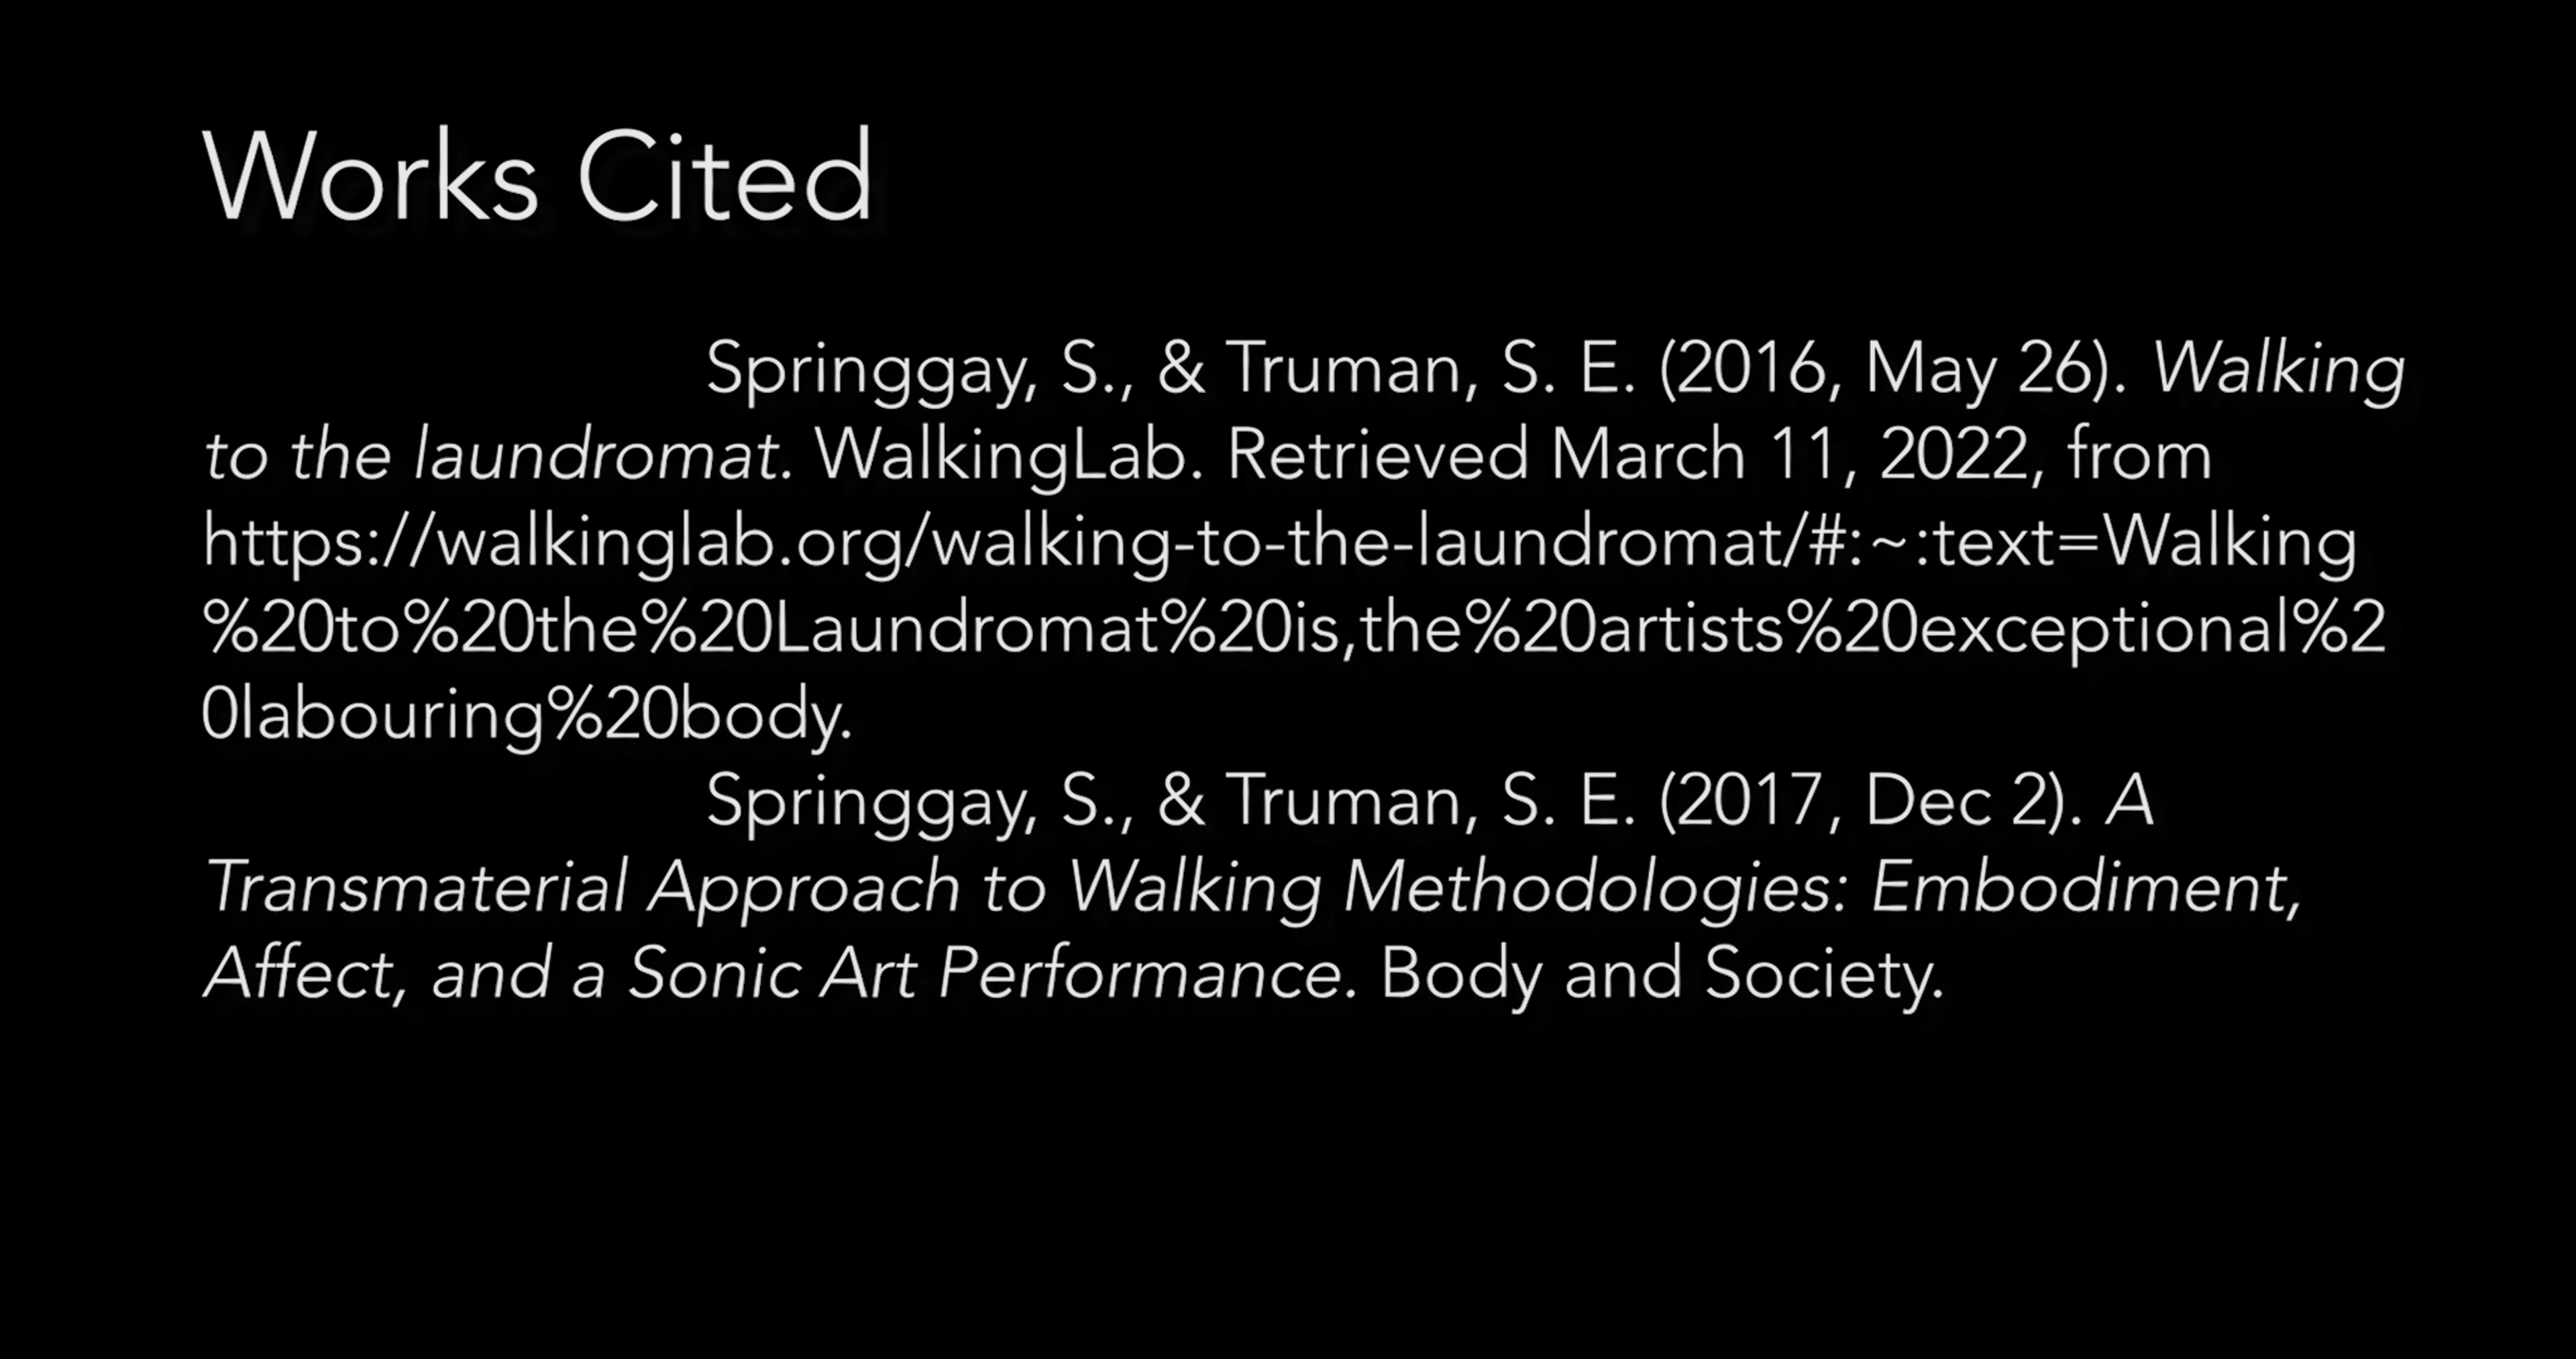 Works Cited
Springgay, S., & Truman, S. E. (2016, May 26). Walking
to the laundromat. WalkingLab. Retrieved March 11, 2022, from
https://walkinglab.org/walking-to-the-laundromat/#:~:text=Walking
%20to%20the%20Laundromat%20is,the%20artists%20exceptional%2
0labouring%20body.
Springgay, S., & Truman, S. E. (2017, Dec 2). A
Transmaterial Approach to Walking Methodologies: Embodiment,
Affect, and a Sonic Art Performance. Body and Society.